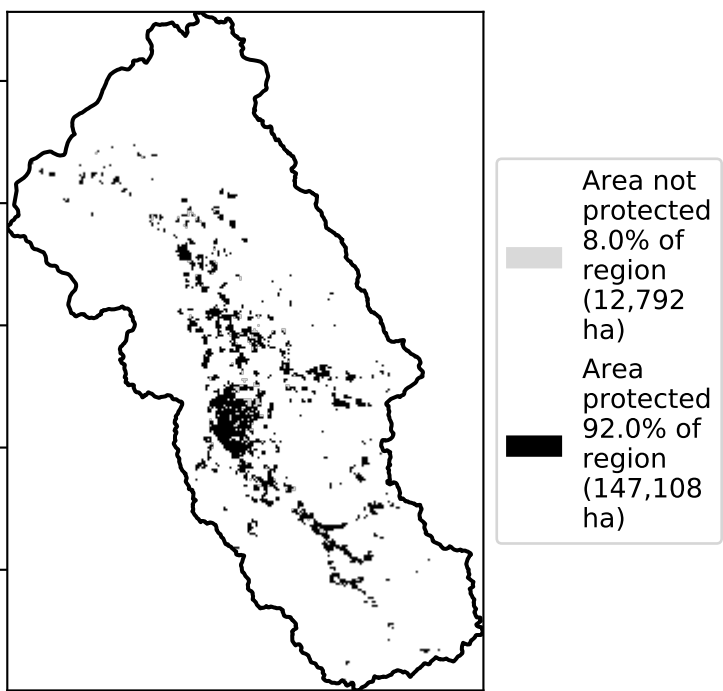 Area not
protected
8.0% of
region
(12,792
ha)
Area
protected
92.0% of
region
(147,108
ha)